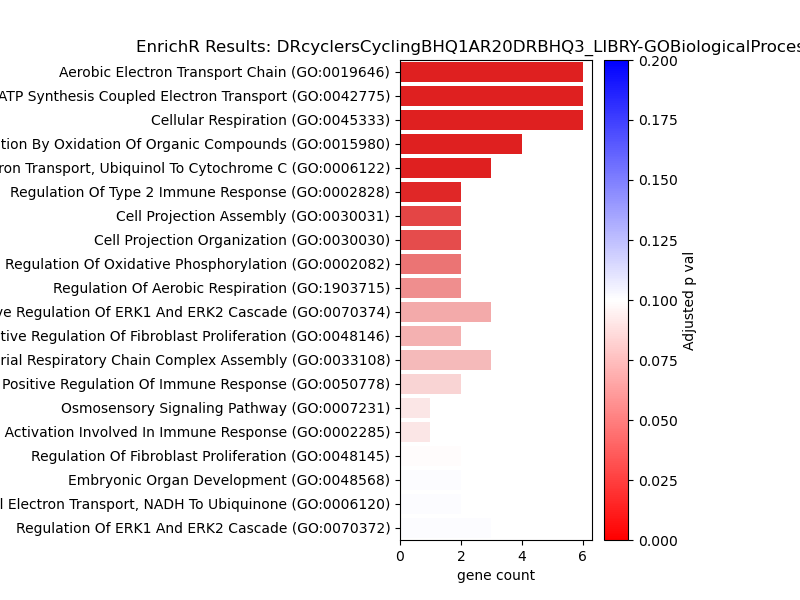 EnrichR Results: DRcyclersCyclingBHQ1AR20DRBHQ3_LIBRY-GOBiologicalProces
Aerobic Electron Transport Chain (GO:0019646)
ATP Synthesis Coupled Electron Transport (GO:0042775)
Cellular Respiration (GO:0045333)
tion By Oxidation Of Organic Compounds (GO:0015980)
ron Transport, Ubiquinol To Cytochrome C (GO:0006122)
Regulation Of Type 2 Immune Response (GO:0002828)
Cell Projection Assembly (GO:0030031)
Cell Projection Organization (GO:0030030)
Regulation Of Oxidative Phosphorylation (GO:0002082)
Regulation Of Aerobic Respiration (GO:1903715)
ve Regulation Of ERK1 And ERK2 Cascade (GO:0070374)
tive Regulation Of Fibroblast Proliferation (GO:0048146)
rial Respiratory Chain Complex Assembly (GO:0033108)
Positive Regulation Of Immune Response (GO:0050778)
Osmosensory Signaling Pathway (GO:0007231)
Activation Involved In Immune Response (GO:0002285)
Regulation Of Fibroblast Proliferation (GO:0048145)
Embryonic Organ Development (GO:0048568)
l Electron Transport, NADH To Ubiquinone (GO:0006120)
Regulation Of ERK1 And ERK2 Cascade (GO:0070372)
0 2 4 6
gene count
0.200
0.175
0.150
0.125
0.100
0.075
0.050
0.025
0.000
Adjusted p val